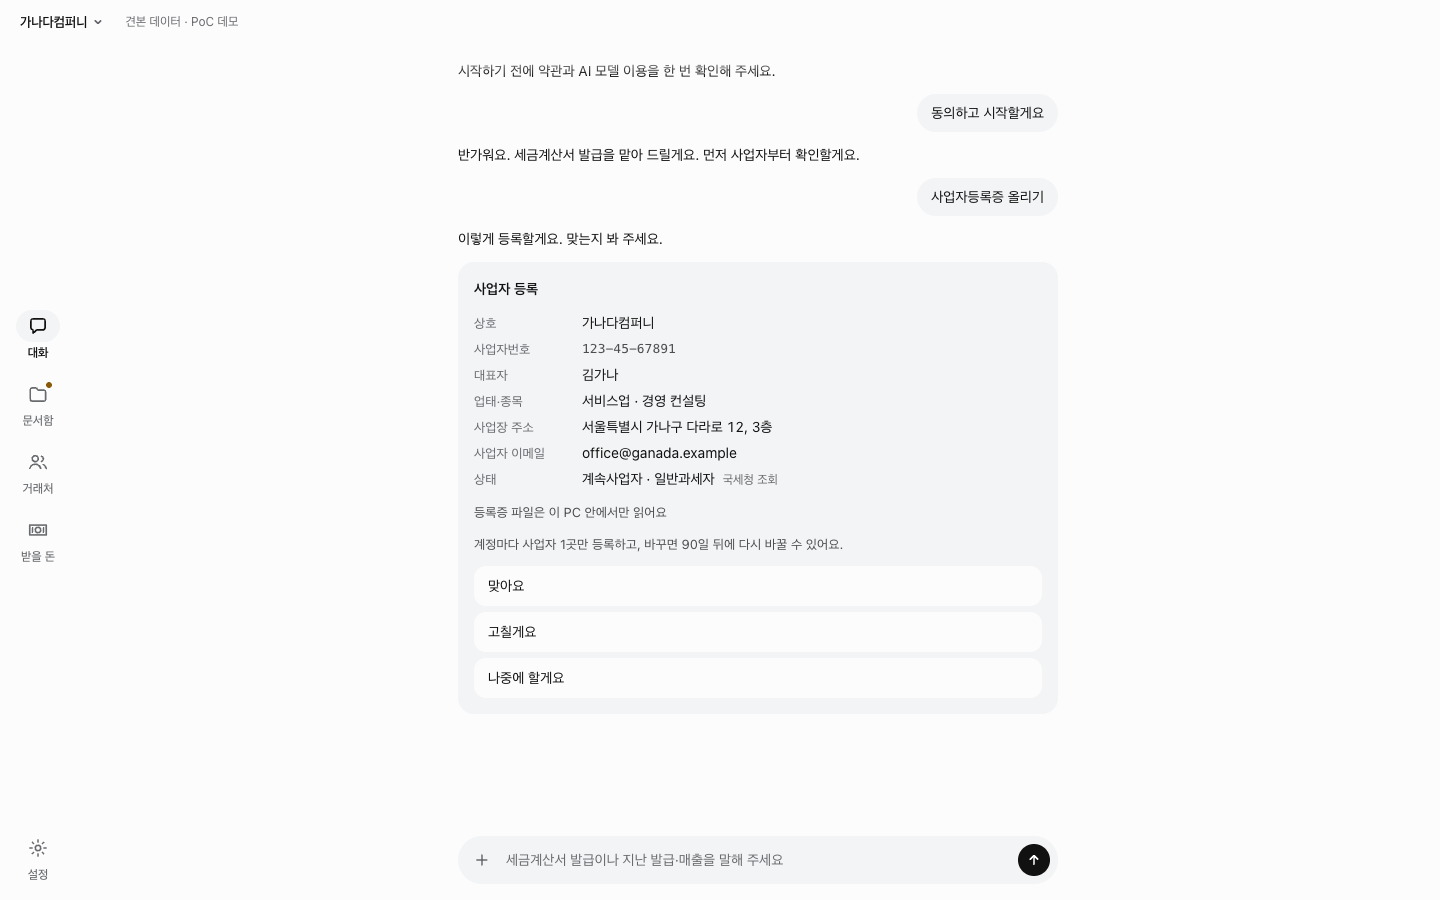 가나다컴퍼니
견본 데이터 · PoC 데모
시작하기 전에 약관과 AI 모델 이용을 한 번 확인해 주세요.
동의하고 시작할게요
반가워요. 세금계산서 발급을 맡아 드릴게요. 먼저 사업자부터 확인할게요.
사업자등록증 올리기
이렇게 등록할게요. 맞는지 봐 주세요.
사업자 등록
상호 가나다컴퍼니
사업자번호 123-45-67891
대표자 김가나
업태·종목 서비스업 · 경영 컨설팅
사업장 주소 서울특별시 가나구 다라로 12, 3층
사업자 이메일 office@ganada.example
상태 계속사업자 · 일반과세자 국세청 조회
등록증 파일은 이 PC 안에서만 읽어요
계정마다 사업자 1곳만 등록하고, 바꾸면 90일 뒤에 다시 바꿀 수 있어요.
맞아요
고칠게요
나중에 할게요
대화
문서함
거래처
받을 돈
설정
세금계산서 발급이나 지난 발급·매출을 말해 주세요